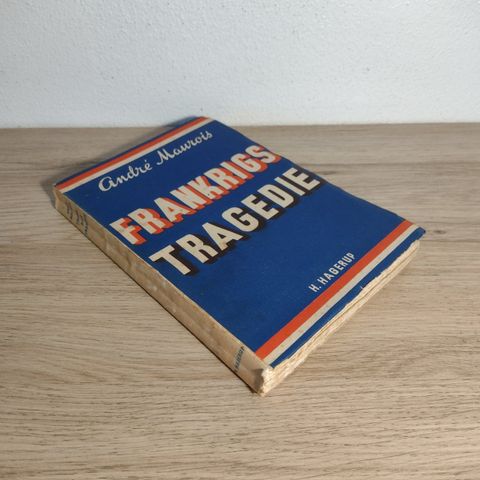 André Maurois
FRANKRIGS
TRAGEDIE
H. HAGERUP